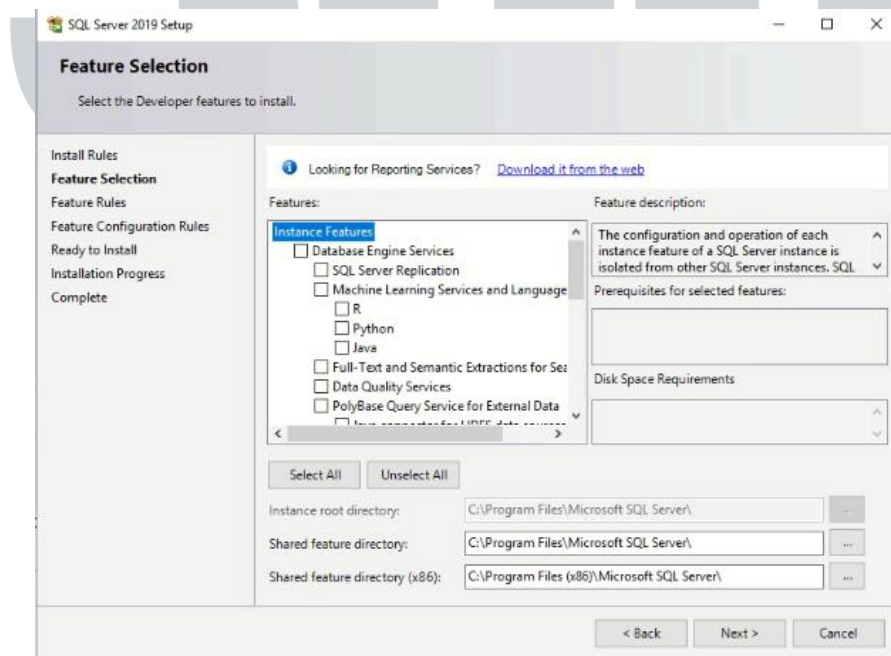 SQL Server 2019 Setup
Feature Selection
Select the Developer features to install.
Install Rules
Feature Selection
Feature Rules
Feature Configuration Rules
Ready to Install
Installation Progress
Complete
Looking for Reporting Services? Download it from the web
Features:
Instance Features
Database Engine Services
SQL Server Replication
Machine Learning Services and Language
R
Python
Java
Full-Text and Semantic Extractions for Sea
Data Quality Services
PolyBase Query Service for External Data
Feature description:
The configuration and operation of each
instance feature of a SQL Server instance is
isolated from other SQL Server instances. SQL
Prerequisites for selected features:
Disk Space Requirements
Select All
Unselect All
Instance root directory: C:\Program Files\Microsoft SQL Server\ ...
Shared feature directory: C:\Program Files\Microsoft SQL Server\ ...
Shared feature directory (x86): C:\Program Files (x86)\Microsoft SQL Server\ ...
< Back
Next >
Cancel